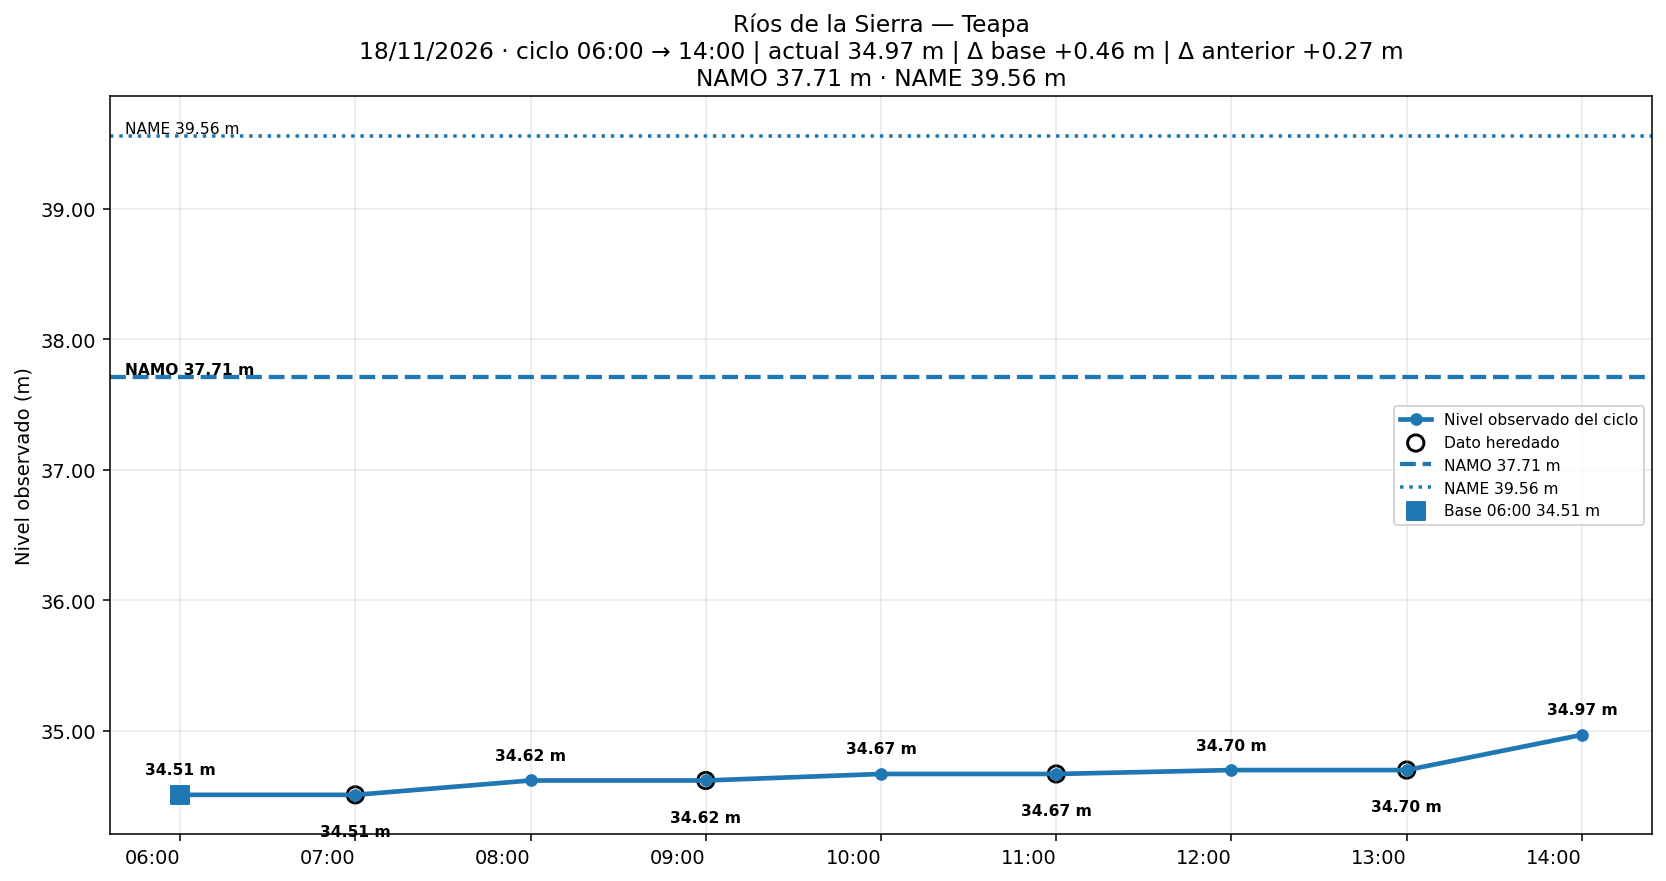 Ríos de la Sierra — Teapa
18/11/2026 · ciclo 06:00 → 14:00 | actual 34.97 m | Δ base +0.46 m | Δ anterior +0.27 m
NAMO 37.71 m · NAME 39.56 m
NAME 39.56 m
39.00
38.00
NAMO 37.71 m
Nivel observado (m)
Nivel observado del ciclo
Dato heredado
NAMO 37.71 m
NAME 39.56 m
Base 06:00 34.51 m
37.00
36.00
35.00
34.51 m
34.51 m
34.62 m
34.62 m
34.67 m
34.67 m
34.70 m
34.70 m
34.97 m
06:00
07:00
08:00
09:00
10:00
11:00
12:00
13:00
14:00